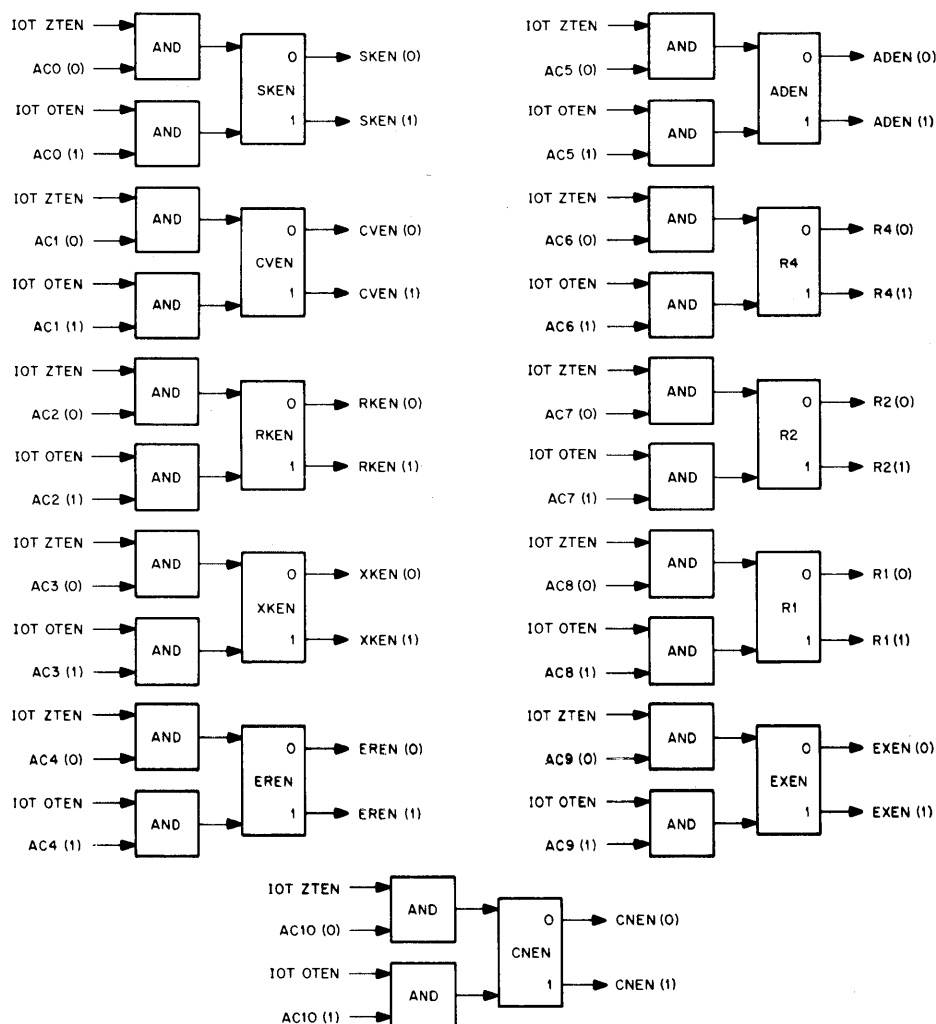 IOT ZTEN
AC0 (0)
AND
IOT OTEN
AC0 (1)
AND
0
SKEN
1
SKEN (0)
SKEN (1)
IOT ZTEN
AC1 (0)
AND
IOT OTEN
AC1 (1)
AND
0
CVEN
1
CVEN (0)
CVEN (1)
IOT ZTEN
AC2 (0)
AND
IOT OTEN
AC2 (1)
AND
0
RKEN
1
RKEN (0)
RKEN (1)
IOT ZTEN
AC3 (0)
AND
IOT OTEN
AC3 (1)
AND
0
XKEN
1
XKEN (0)
XKEN (1)
IOT ZTEN
AC4 (0)
AND
IOT OTEN
AC4 (1)
AND
0
EREN
1
EREN (0)
EREN (1)
IOT ZTEN
AC5 (0)
AND
IOT OTEN
AC5 (1)
AND
0
ADEN
1
ADEN (0)
ADEN (1)
IOT ZTEN
AC6 (0)
AND
IOT OTEN
AC6 (1)
AND
0
R4
1
R4 (0)
R4 (1)
IOT ZTEN
AC7 (0)
AND
IOT OTEN
AC7 (1)
AND
0
R2
1
R2 (0)
R2 (1)
IOT ZTEN
AC8 (0)
AND
IOT OTEN
AC8 (1)
AND
0
R1
1
R1 (0)
R1 (1)
IOT ZTEN
AC9 (0)
AND
IOT OTEN
AC9 (1)
AND
0
EXEN
1
EXEN (0)
EXEN (1)
IOT ZTEN
AC10 (0)
AND
IOT OTEN
AC10 (1)
AND
0
CNEN
1
CNEN (0)
CNEN (1)